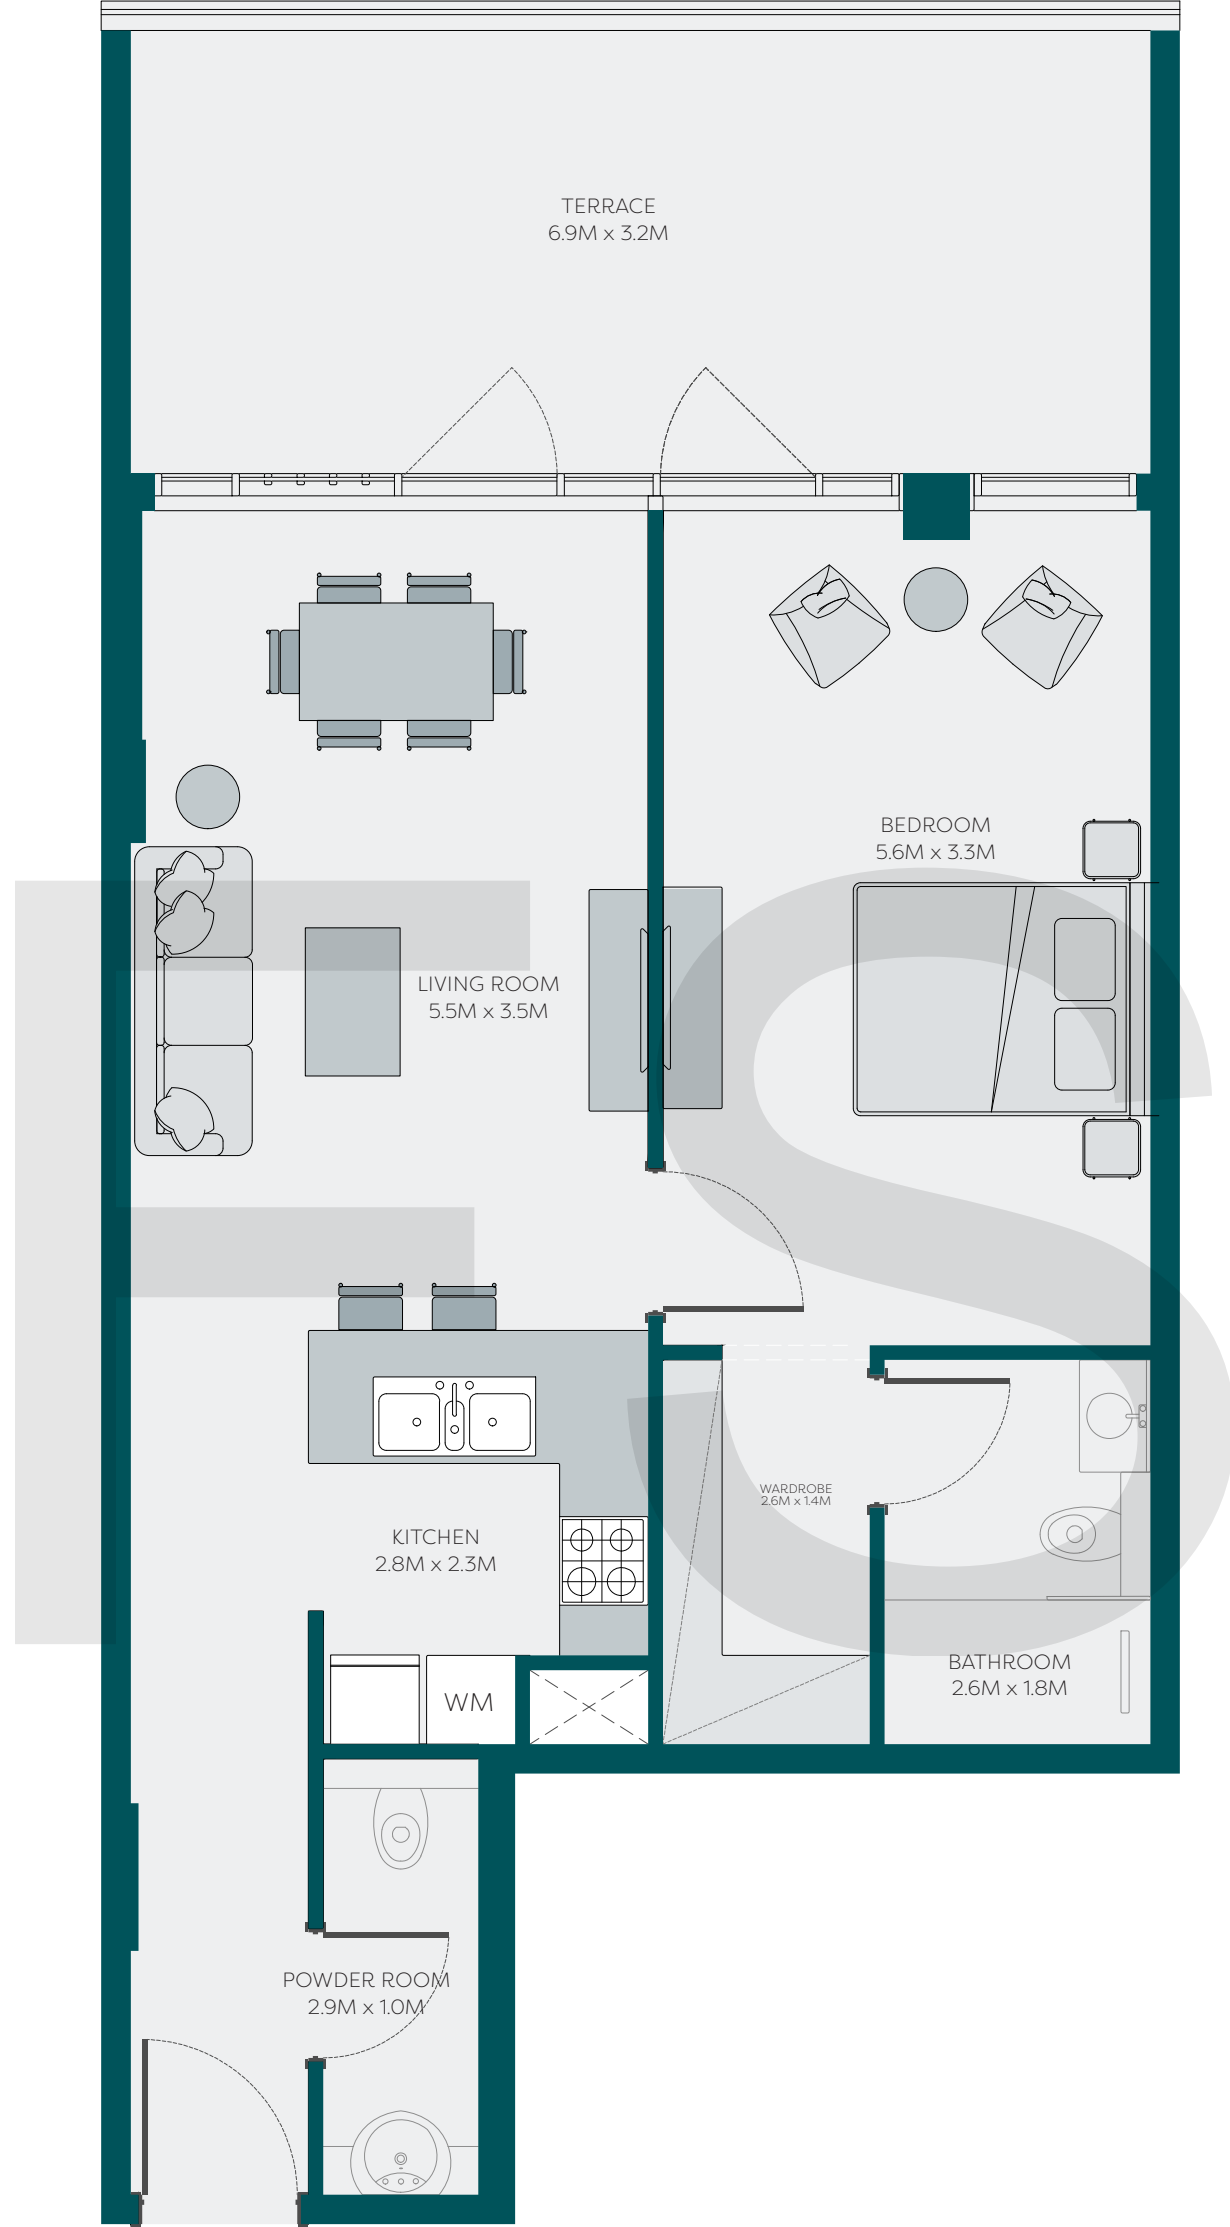 TERRACE
6.9M x 3.2M
BEDROOM
5.6M x 3.3M
LIVING ROOM
5.5M x 3.5M
WARDROBE
2.6M x 1.4M
KITCHEN
2.8M x 2.3M
BATHROOM
2.6M x 1.8M
WM
POWDER ROOM
2.9M x 1.0M
FS